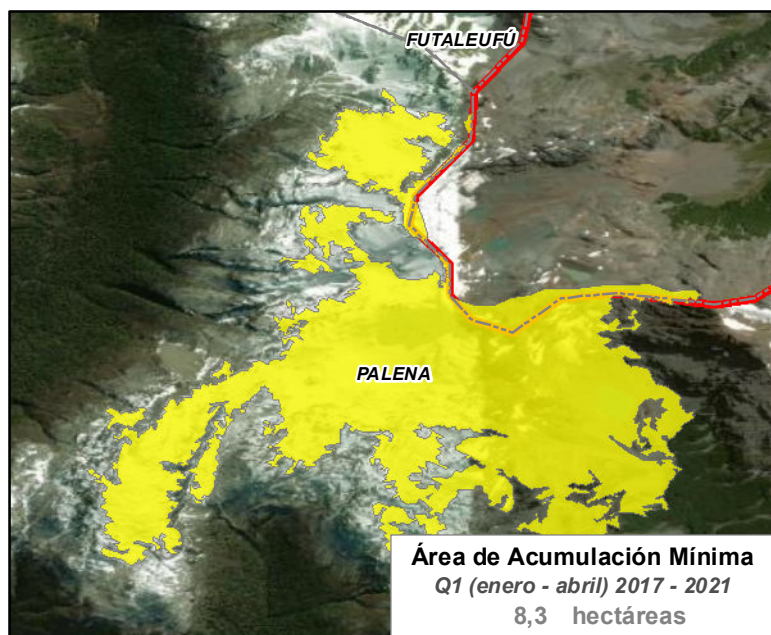 FUTALEUFÚ
PALENA
Área de Acumulación Mínima
Q1 (enero - abril) 2017 - 2021
8,3 hectáreas